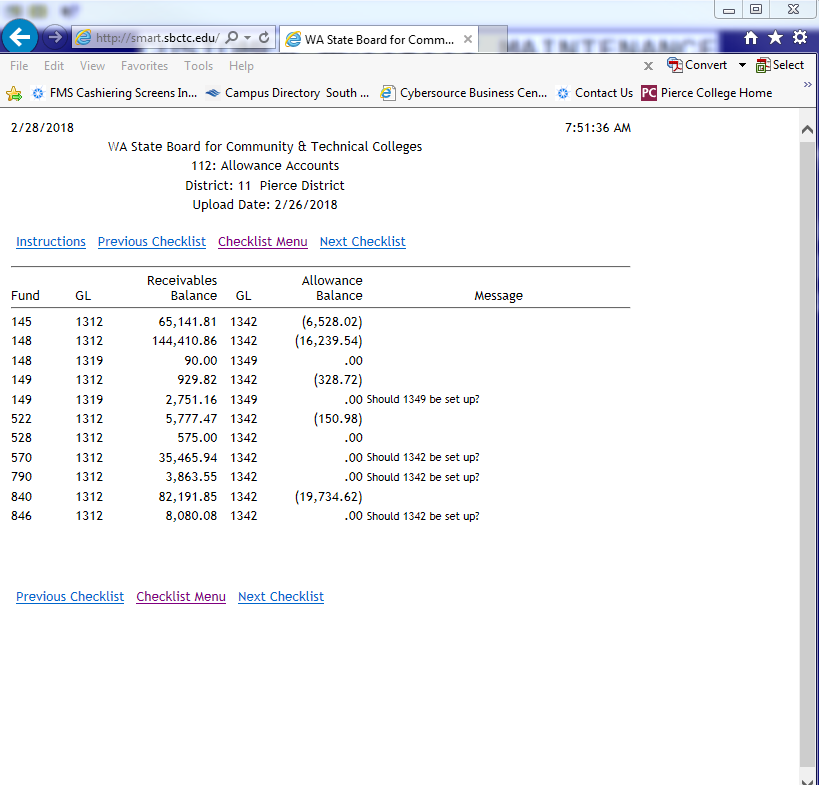 http://smart.sbctc.edu/
WA State Board for Comm...
File Edit View Favorites Tools Help
Convert Select
FMS Cashiering Screens In... Campus Directory South ... Cybersource Business Cen... Contact Us PC Pierce College Home
2/28/2018 7:51:36 AM
WA State Board for Community & Technical Colleges
112: Allowance Accounts
District: 11 Pierce District
Upload Date: 2/26/2018
Instructions Previous Checklist Checklist Menu Next Checklist
Receivables Allowance
Fund GL Balance GL Balance Message
145 1312 65,141.81 1342 (6,528.02)
148 1312 144,410.86 1342 (16,239.54)
148 1319 90.00 1349 .00
149 1312 929.82 1342 (328.72)
149 1319 2,751.16 1349 .00 Should 1349 be set up?
522 1312 5,777.47 1342 (150.98)
528 1312 575.00 1342 .00
570 1312 35,465.94 1342 .00 Should 1342 be set up?
790 1312 3,863.55 1342 .00 Should 1342 be set up?
840 1312 82,191.85 1342 (19,734.62)
846 1312 8,080.08 1342 .00 Should 1342 be set up?
Previous Checklist Checklist Menu Next Checklist